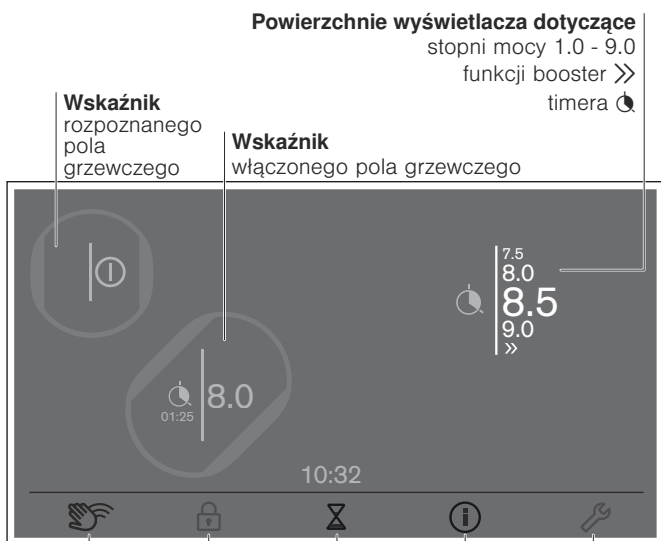 Powierzchnie wyświetlacza dotyczące
stopni mocy 1.0 - 9.0
funkcji booster »
timera
Wskaźnik
rozpoznanego
pola
grzewczego
Wskaźnik
włączonego pola grzewczego
7.5
8.0
8.5
9.0
»
8.0
01:25
10:32